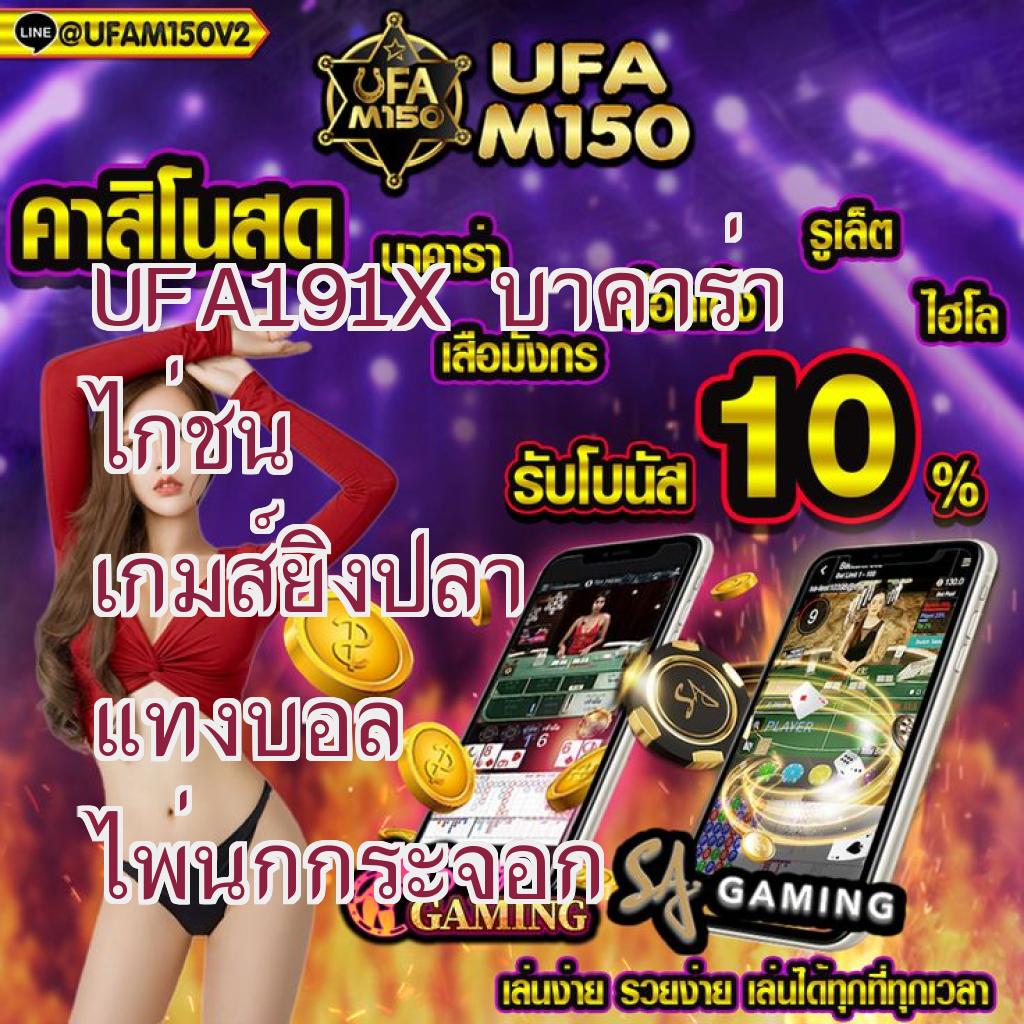 LINE @UFAM150V2
UFA
M150
UFA
M150
คาสิโนสด
บาคาร่า
รูเล็ต
UFA191X บาคาร่า
ไฮโล
เสือมังกร
ไก่ชน
10
รับโบนัส
%
เกมส์ยิงปลา
แทงบอล
ไพ่นกกระจอก
PLAYER
SA GAMING
GAMING
เล่นง่าย รวยง่าย เล่นได้ทุกที่ทุกเวลา